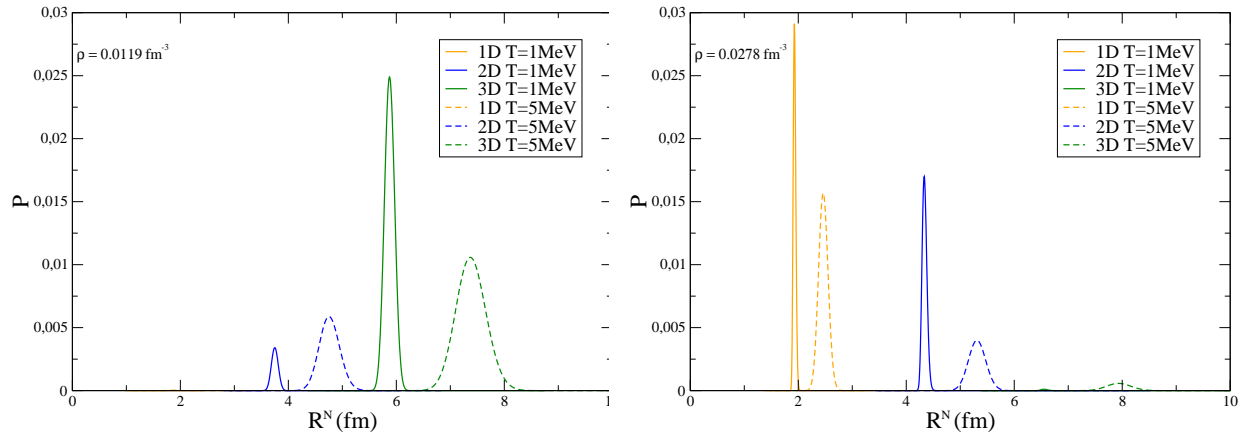 0,03
0,025
0,02
0,015
0,01
0,005
0
P
ρ = 0.0119 fm⁻³
1D T=1MeV
2D T=1MeV
3D T=1MeV
1D T=5MeV
2D T=5MeV
3D T=5MeV
0 2 4 6 8 10
Rᴺ (fm)
0,03
0,025
0,02
0,015
0,01
0,005
0
P
ρ = 0.0278 fm⁻³
1D T=1MeV
2D T=1MeV
3D T=1MeV
1D T=5MeV
2D T=5MeV
3D T=5MeV
0 2 4 6 8 10
Rᴺ (fm)